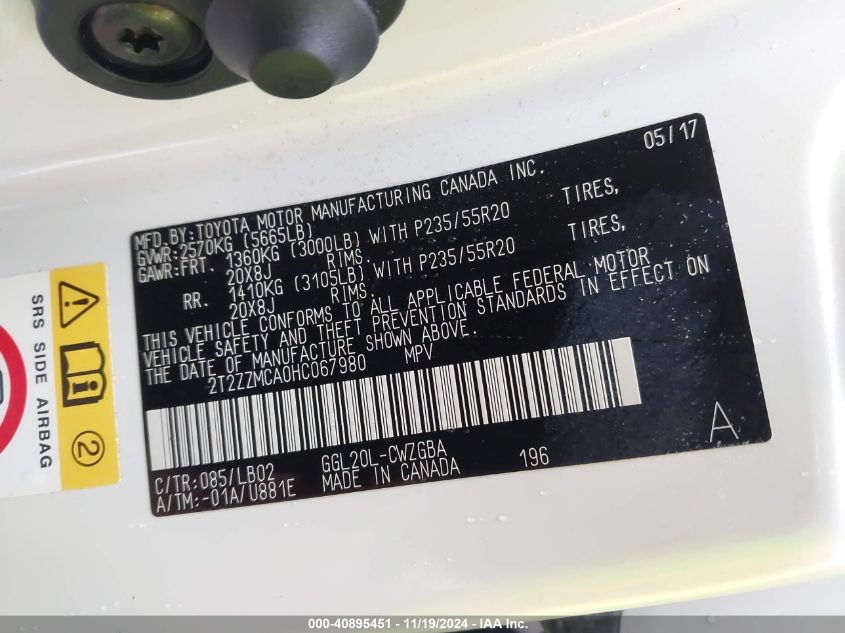 05/17
MFD.BY:TOYOTA MOTOR MANUFACTURING CANADA INC.
GVWR:2570KG (5665LB)
GAWR:FRT. 1360KG (3000LB) WITH P235/55R20 TIRES,
20X8J RIMS.
RR. 1410KG (3105LB) WITH P235/55R20 TIRES,
20X8J RIMS.
THIS VEHICLE CONFORMS TO ALL APPLICABLE FEDERAL MOTOR
VEHICLE SAFETY AND THEFT PREVENTION STANDARDS IN EFFECT ON
THE DATE OF MANUFACTURE SHOWN ABOVE.
2T2ZZMCA0HC067980 MPV
C/TR:085/LB02 GGL20L-CWZGBA 196
A/TM:-01A/U881E MADE IN CANADA
A
SRS SIDE AIRBAG
2
000-40895451 - 11/19/2024 - IAA Inc.